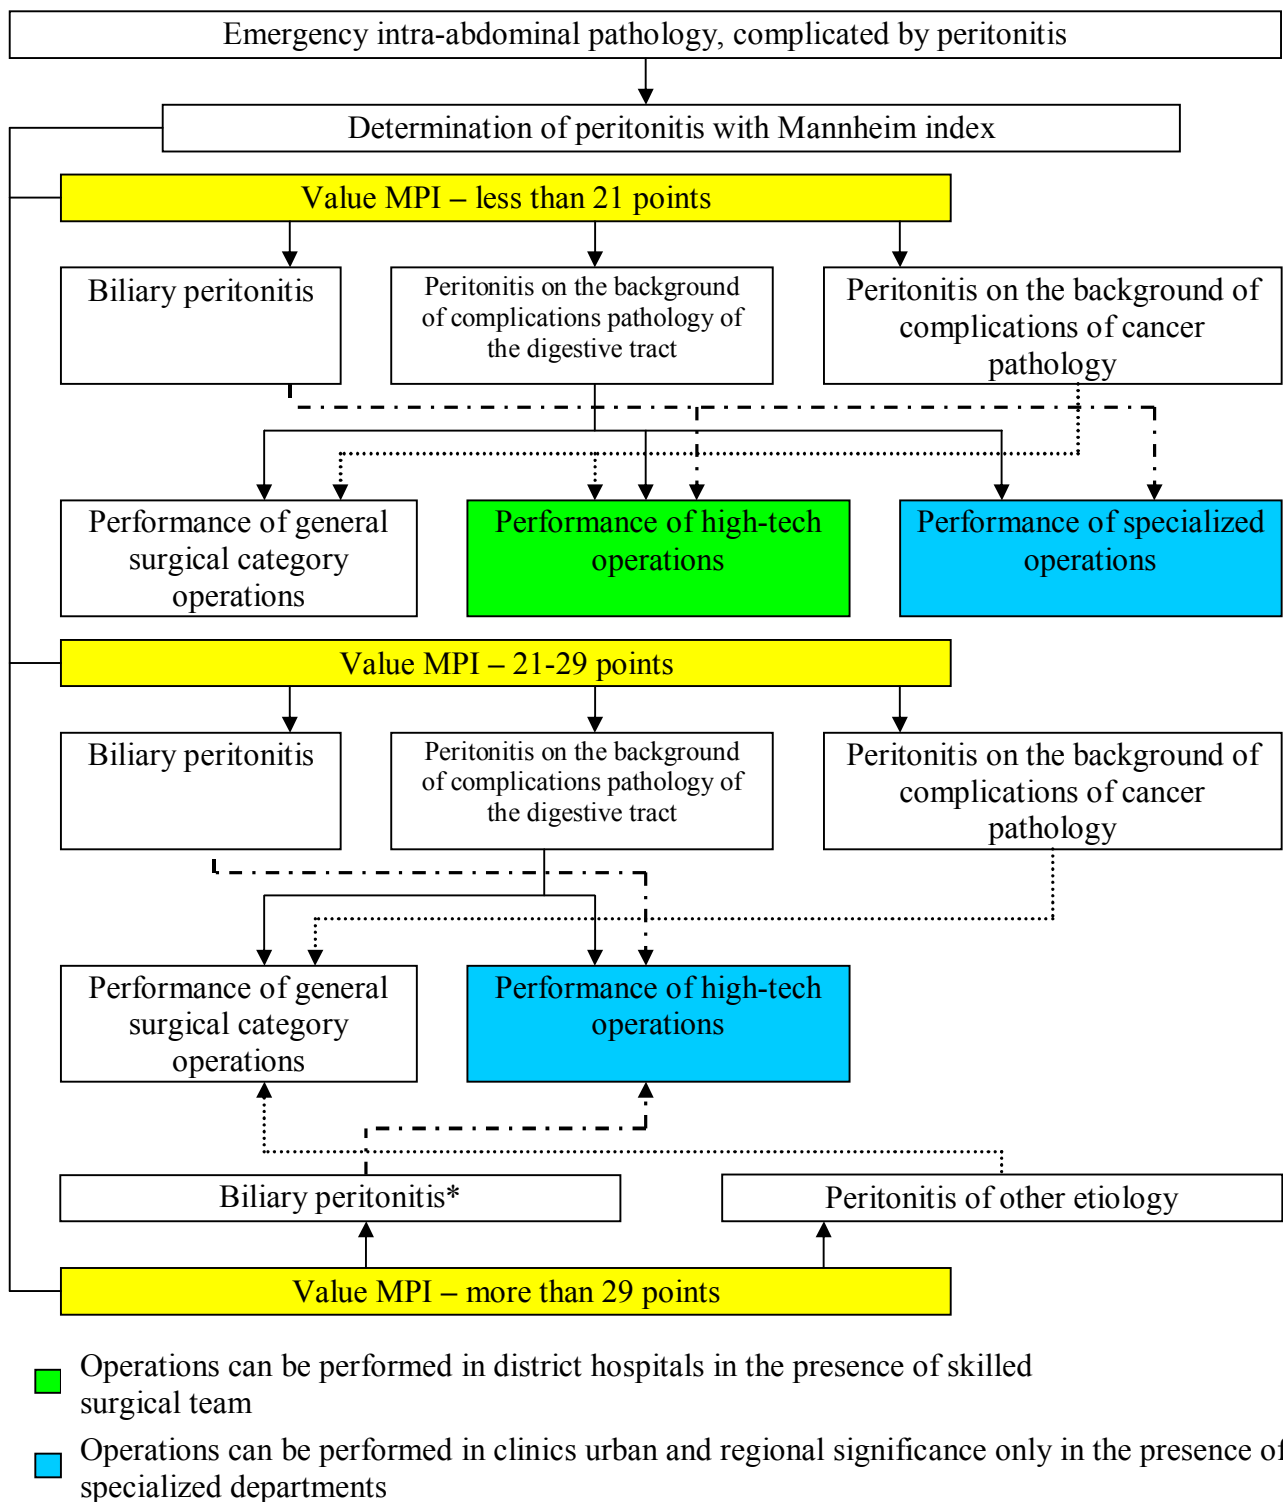 Emergency intra-abdominal pathology, complicated by peritonitis
Determination of peritonitis with Mannheim index
Value MPI – less than 21 points
Biliary peritonitis
Peritonitis on the background
of complications pathology of
the digestive tract
Peritonitis on the background of
complications of cancer
pathology
Performance of general
surgical category
operations
Performance of high-tech
operations
Performance of specialized
operations
Value MPI – 21-29 points
Biliary peritonitis
Peritonitis on the background
of complications pathology of
the digestive tract
Peritonitis on the background of
complications of cancer
pathology
Performance of general
surgical category
operations
Performance of high-tech
operations
Biliary peritonitis*
Peritonitis of other etiology
Value MPI – more than 29 points
Operations can be performed in district hospitals in the presence of skilled
surgical team
Operations can be performed in clinics urban and regional significance only in the presence of
specialized departments